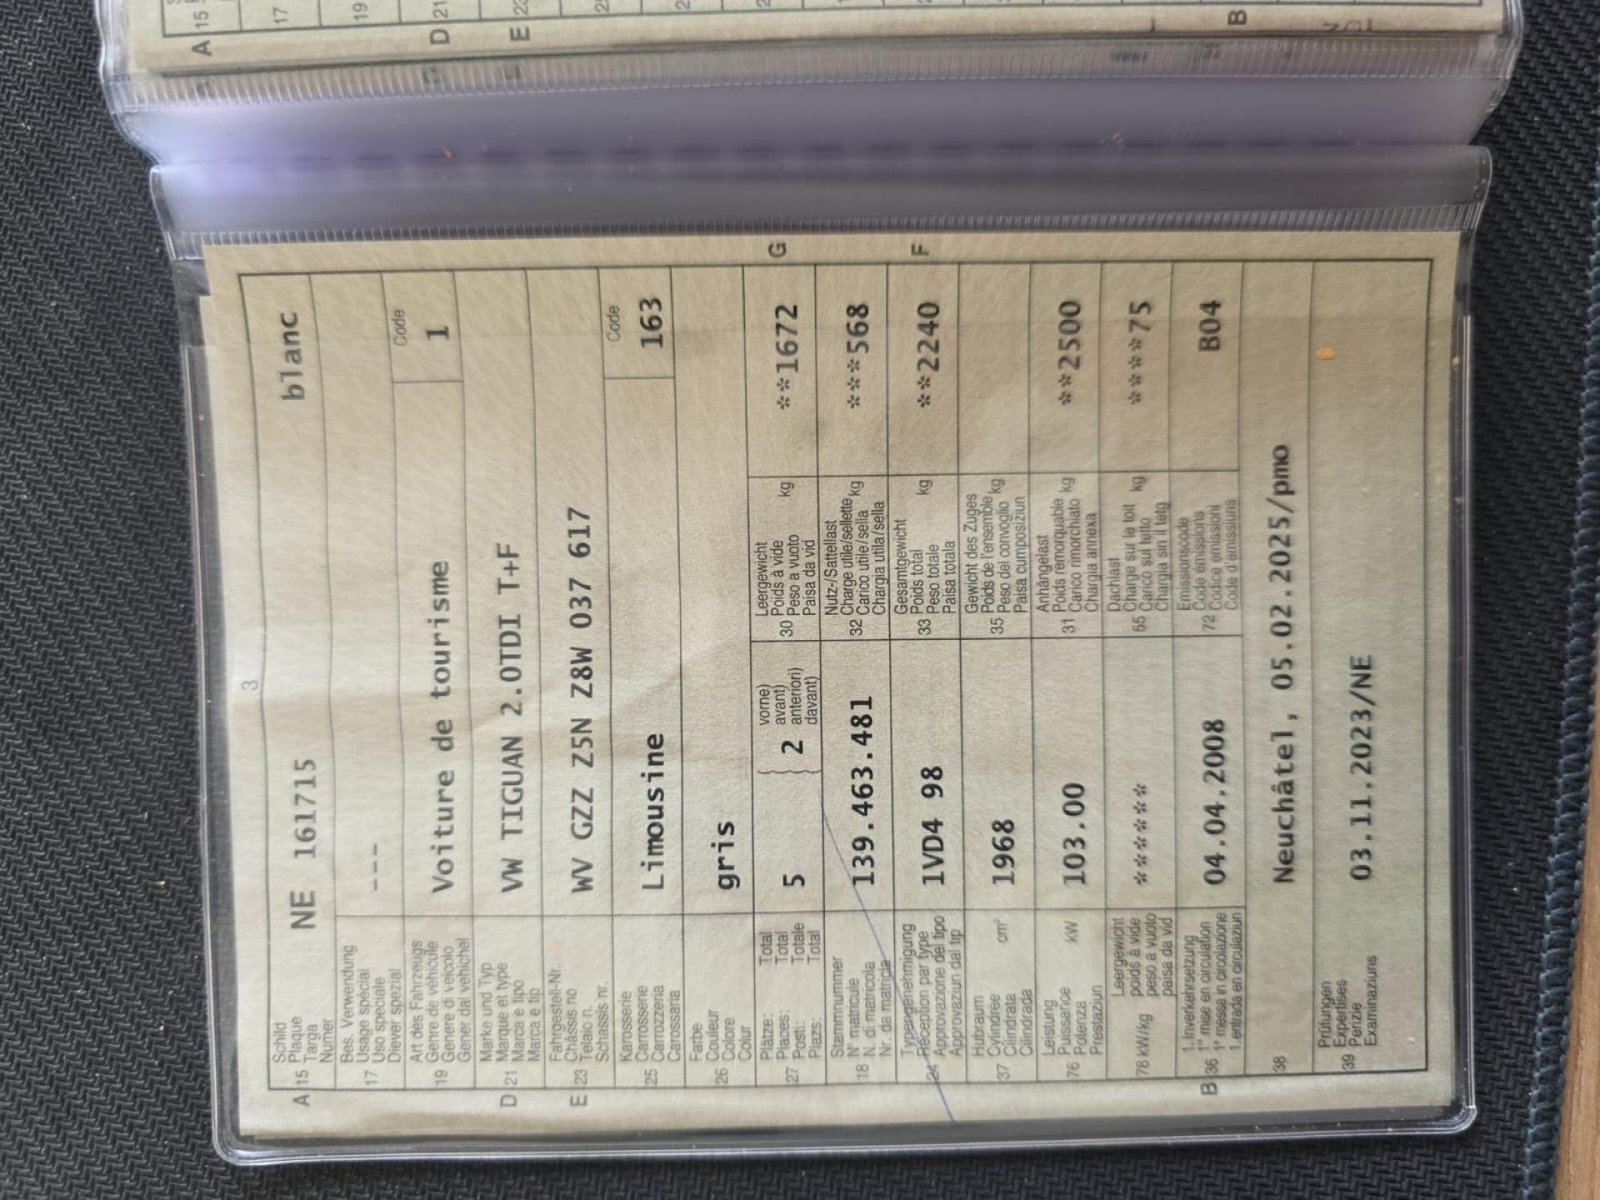 3
A 15 Schild Plaque Targa Numer NE 161715 blanc
17 Bes. Verwendung Usage spécial Uso speciale Diever spezial ---
19 Art des Fahrzeugs Genre de véhicule Genere di veicolo Gener dal vehichel Voiture de tourisme Code 1
D 21 Marke und Typ Marque et type Marca e tipo Marca e tip VW TIGUAN 2.0TDI T+F
E 23 Fahrgestell-Nr. Châssis no Telaio n. Schassis nr. WV GZZ Z5N Z8W 037 617
25 Karosserie Carrosserie Carrozzeria Carossaria Limousine Code 163
26 Farbe Couleur Colore Colur gris
27 Plätze: Places: Posti: Plazs: Total Total Totale Total 5 2 vorne) avant) anteriori) davant)
30 Leergewicht Poids à vide Peso a vuoto Paisa da vid kg **1672 G
18 Stammnummer N° matricule N. di matricola Nr. da matricla 139.463.481
32 Nutz-/Sattellast Charge utile/sellette Carico utile/sella Chargia utila/sella kg ***568
24 Typengenehmigung Réception par type Approvazione del tipo Approvaziun dal tip 1VD4 98
33 Gesamtgewicht Poids total Peso totale Paisa totala kg **2240 F
37 Hubraum Cylindrée Cilindrata Cilindrada cm³ 1968
35 Gewicht des Zuges Poids de l'ensemble Peso del convoglio Paisa cumposiziun kg
76 Leistung Puissance Potenza Prestaziun kW 103.00
31 Anhängelast Poids remorquable Carico rimorchiato Chargia annexa kg **2500
78 kW/kg Leergewicht poids à vide peso a vuoto paisa da vid ******
55 Dachlast Charge sur le toit Carico sul tetto Chargia sin il tetg kg ****75
B 36 1. Inverkehrsetzung 1re mise en circulation 1a messa in circolazione 1. entrada en circulaziun 04.04.2008
72 Emissionscode Code émissions Codice emissioni Code d'emissiuns B04
38 Neuchâtel, 05.02.2025/pmo
39 Prüfungen Expertises Perizie Examinaziuns 03.11.2023/NE